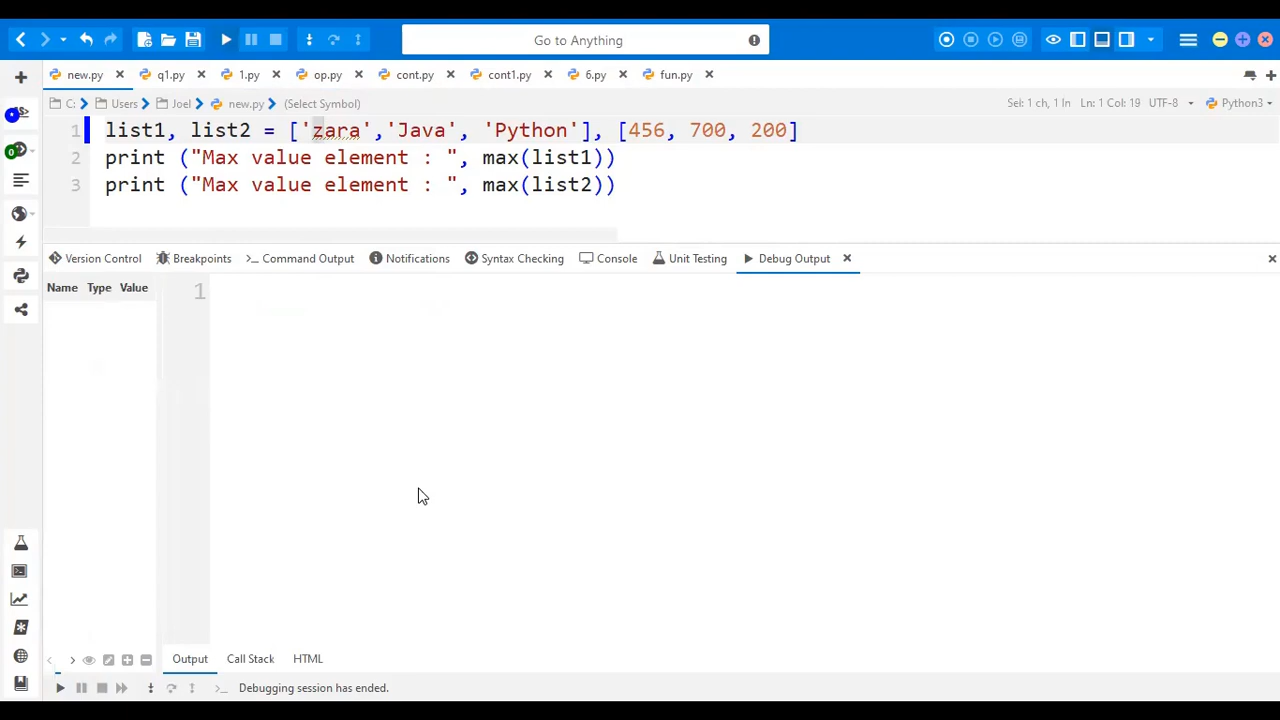 Go to Anything
new.py
q1.py
1.py
op.py
cont.py
cont1.py
6.py
fun.py
C: Users Joel new.py (Select Symbol)
Sel: 1 ch, 1 ln Ln: 1 Col: 19 UTF-8 Python3
1 list1, list2 = ['zara','Java', 'Python'], [456, 700, 200]
2 print ("Max value element : ", max(list1))
3 print ("Max value element : ", max(list2))
Version Control Breakpoints Command Output Notifications Syntax Checking Console Unit Testing Debug Output
Name Type Value
1
0
Output Call Stack HTML
Debugging session has ended.